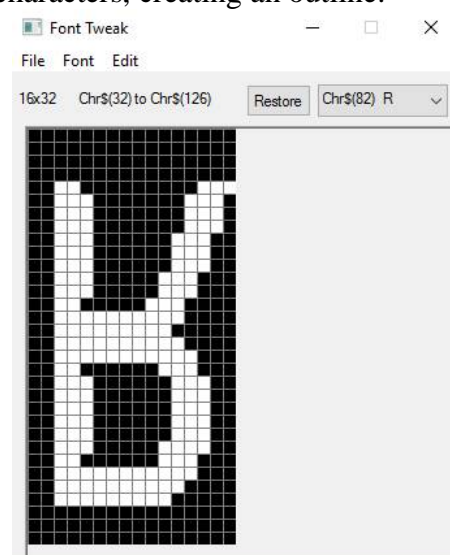 characters, creating an outline.
Font Tweak
File Font Edit
16x32 Chr$(32) to Chr$(126) Restore Chr$(82) R